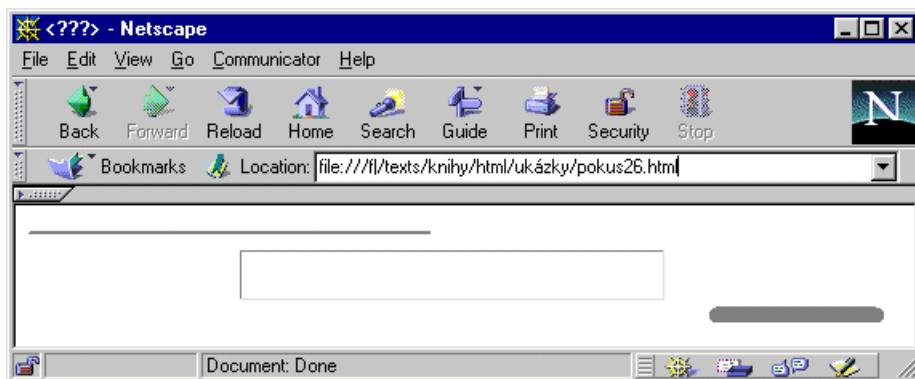 <???> - Netscape
File Edit View Go Communicator Help
Back Forward Reload Home Search Guide Print Security Stop
N
Bookmarks Location: file:///f|/texts/knihy/html/ukázky/pokus26.html
Document: Done